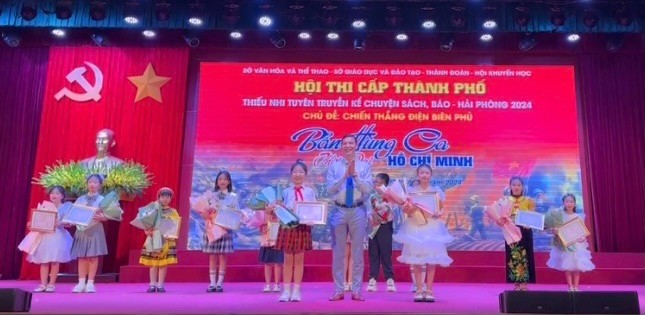 SỞ VĂN HÓA VÀ THỂ THAO - SỞ GIÁO DỤC VÀ ĐÀO TẠO - THÀNH ĐOÀN - HỘI KHUYẾN HỌC
HỘI THI CẤP THÀNH PHỐ
THIẾU NHI TUYÊN TRUYỀN KỂ CHUYỆN SÁCH, BÁO - HẢI PHÒNG 2024
CHỦ ĐỀ: CHIẾN THẮNG ĐIỆN BIÊN PHỦ
Bản Hùng Ca
HỒ CHÍ MINH
2024